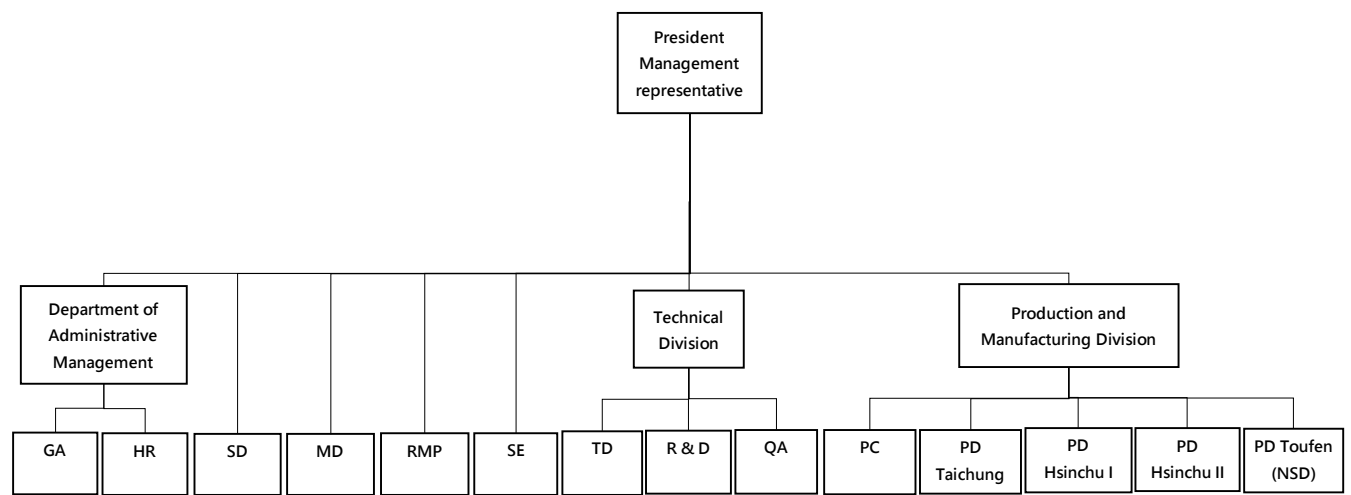 President
Management
representative
Department of
Administrative
Management
Technical
Division
Production and
Manufacturing Division
GA
HR
SD
MD
RMP
SE
TD
R & D
QA
PC
PD
Taichung
PD
Hsinchu I
PD
Hsinchu II
PD Toufen
(NSD)